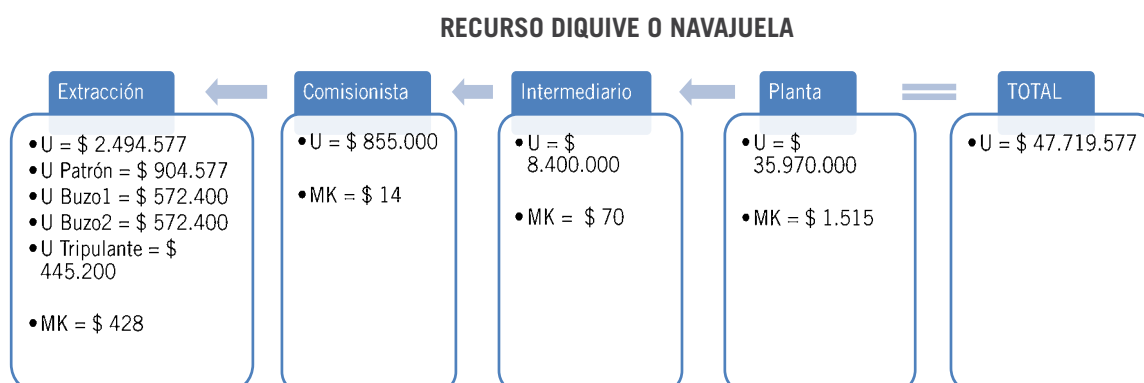 RECURSO DIQUIVE O NAVAJUELA
Extracción
• U = $ 2.494.577
• U Patrón = $ 904.577
• U Buzo1 = $ 572.400
• U Buzo2 = $ 572.400
• U Tripulante = $
445.200
• MK = $ 428
Comisionista
• U = $ 855.000
• MK = $ 14
Intermediario
• U = $
8.400.000
• MK = $ 70
Planta
• U = $
35.970.000
• MK = $ 1.515
TOTAL
• U = $ 47.719.577